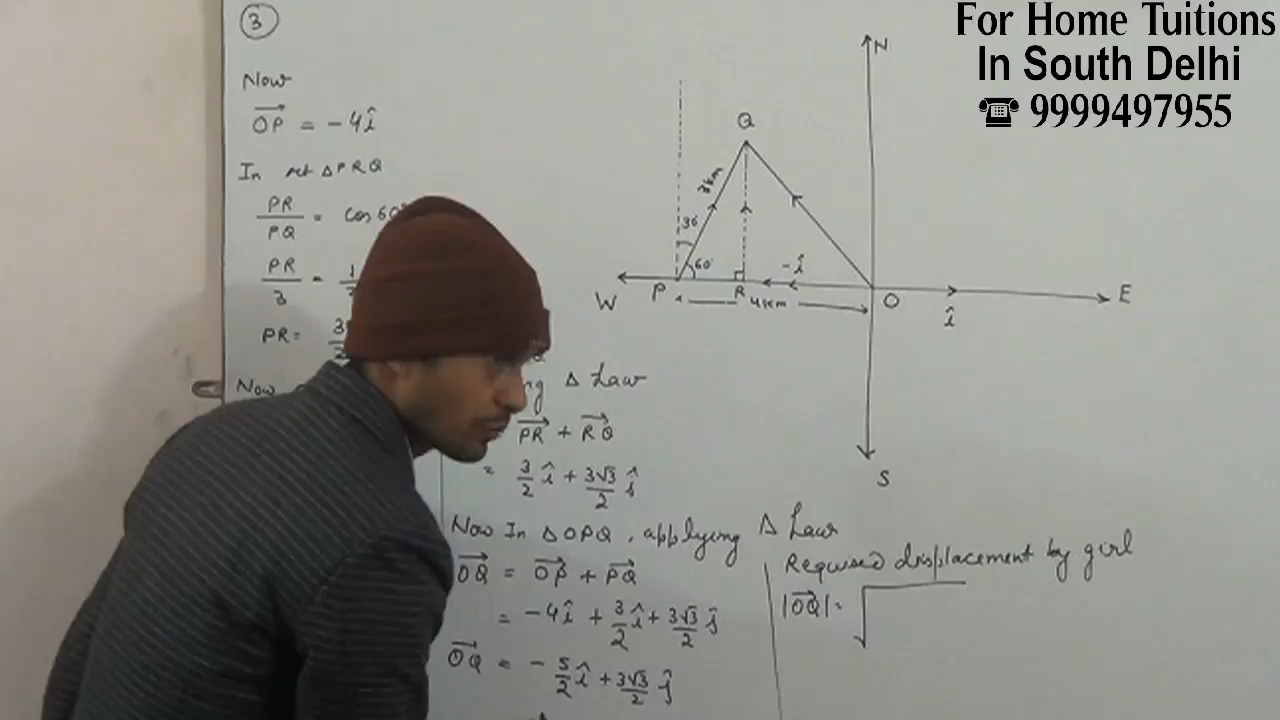 For Home Tuitions
In South Delhi
☎ 9999497955
3
Now
OP⃗ = - 4î
In rt Δ PRQ
PR/PQ = cos 60
PR/3 =
PR =
Now
Δ Law
PR⃗ + RQ⃗
= 3/2 î + 3√3/2 ĵ
Now In Δ OPQ, applying Δ Law
OQ⃗ = OP⃗ + PQ⃗
= - 4î + 3/2 î + 3√3/2 ĵ
OQ⃗ = - 5/2 î + 3√3/2 ĵ
Required displacement by girl
|OQ⃗| = √
N
Q
3km
30
60°
-î
W
P
R
4km
O
E
î
S